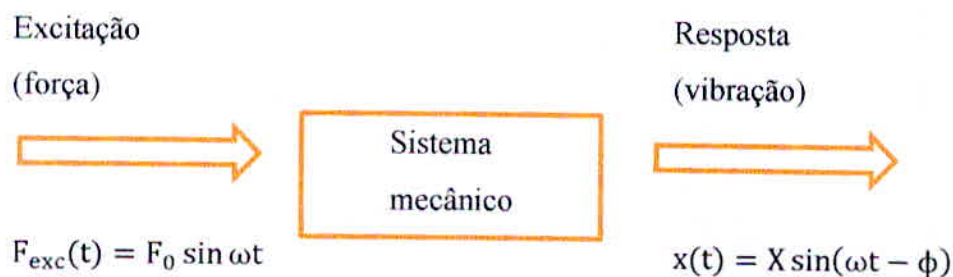 Excitação
(força)
Resposta
(vibração)
Sistema
mecânico
F_exc(t) = F_0 sin ωt
x(t) = X sin(ωt − ϕ)